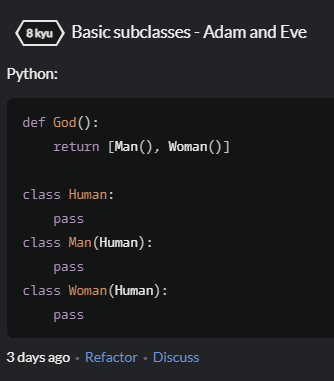 8 kyu Basic subclasses - Adam and Eve
Python:
def God():
    return [Man(), Woman()]

class Human:
    pass
class Man(Human):
    pass
class Woman(Human):
    pass
3 days ago • Refactor • Discuss